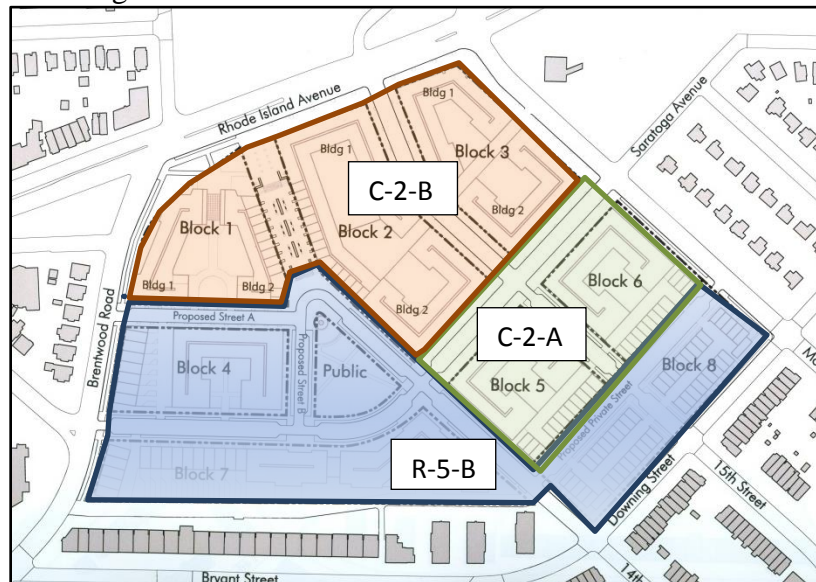 Rhode Island Avenue
Saratoga Avenue
Bldg 1
Block 3
Bldg 1
C-2-B
Bldg 2
Block 1
Block 2
Bldg 1
Bldg 2
Block 6
Bldg 2
Brentwood Road
Proposed Street A
C-2-A
Proposed Street B
Block 4
Public
Block 5
Block 8
Proposed Private Street
R-5-B
Block 7
Downing Street
15th Street
Bryant Street
14th